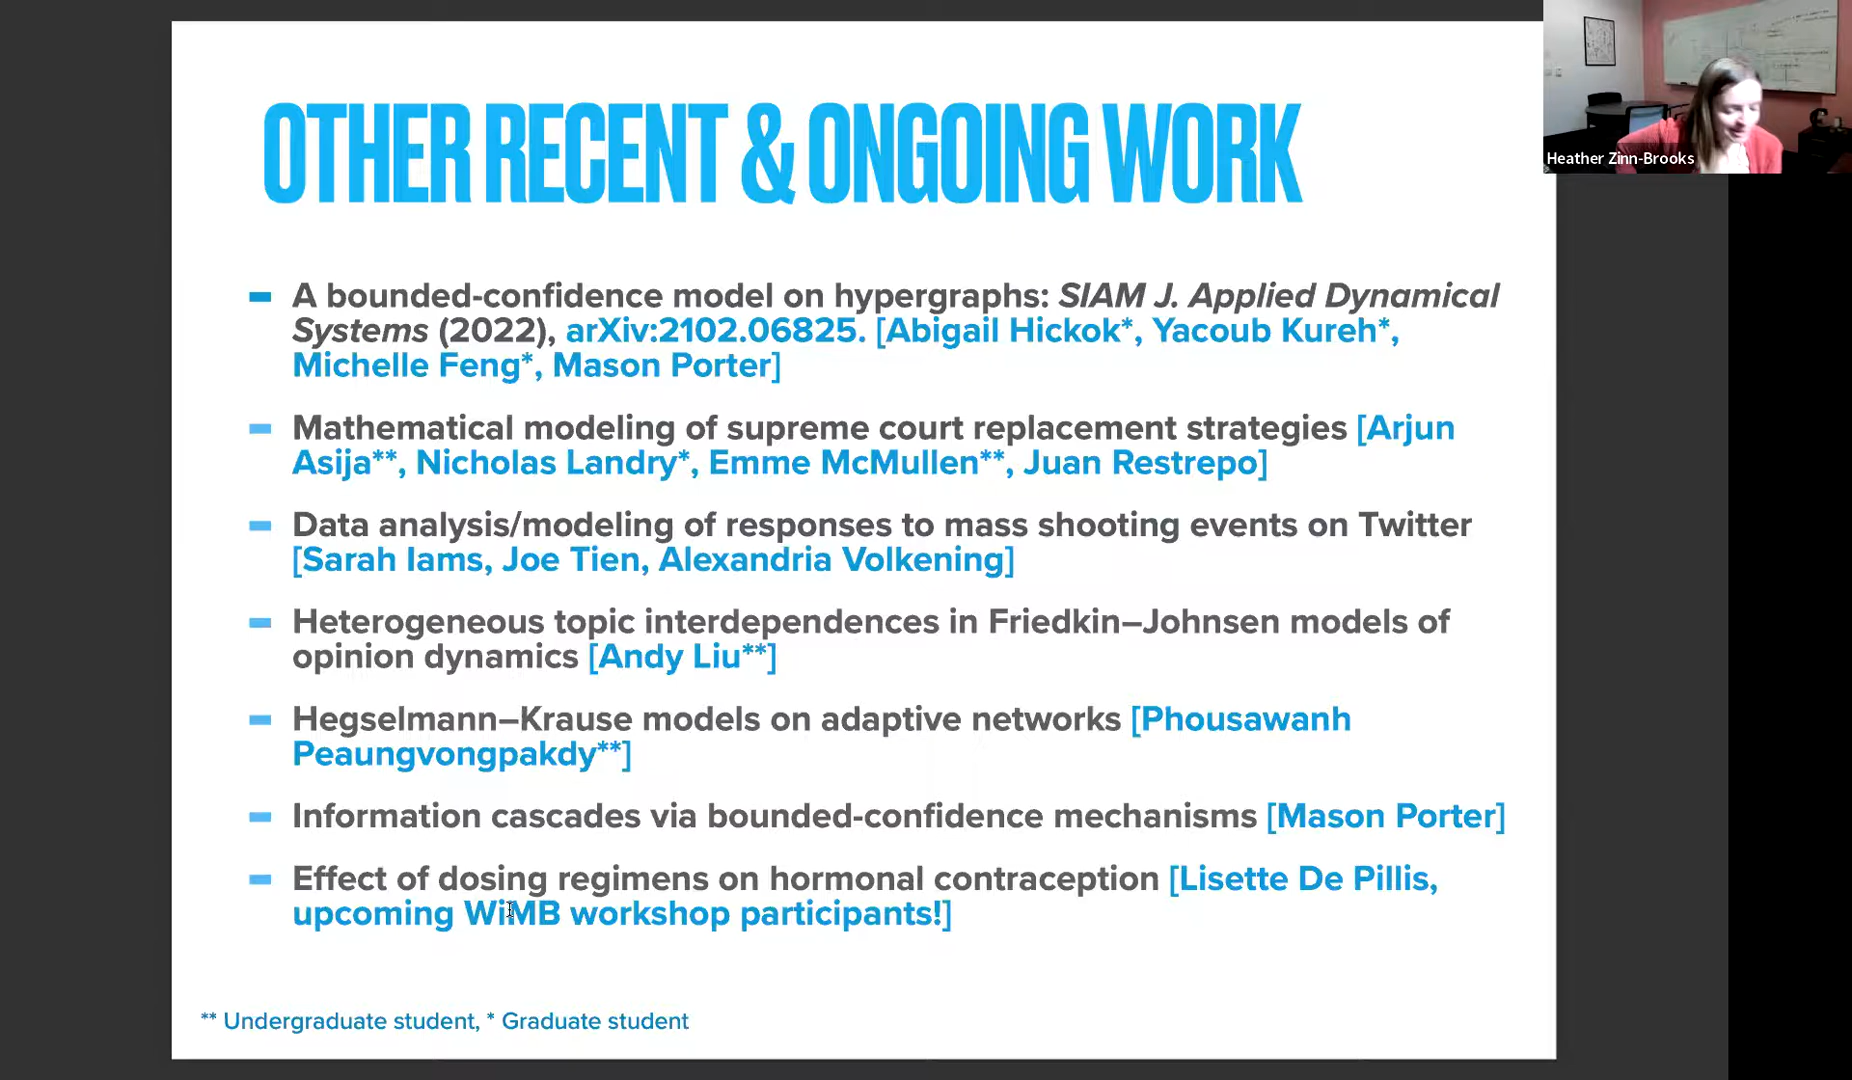 OTHER RECENT & ONGOING WORK
Heather Zinn-Brooks
A bounded-confidence model on hypergraphs: SIAM J. Applied Dynamical
Systems (2022), arXiv:2102.06825. [Abigail Hickok*, Yacoub Kureh*,
Michelle Feng*, Mason Porter]
Mathematical modeling of supreme court replacement strategies [Arjun
Asija**, Nicholas Landry*, Emme McMullen**, Juan Restrepo]
Data analysis/modeling of responses to mass shooting events on Twitter
[Sarah Iams, Joe Tien, Alexandria Volkening]
Heterogeneous topic interdependences in Friedkin–Johnsen models of
opinion dynamics [Andy Liu**]
Hegselmann–Krause models on adaptive networks [Phousawanh
Peaungvongpakdy**]
Information cascades via bounded-confidence mechanisms [Mason Porter]
Effect of dosing regimens on hormonal contraception [Lisette De Pillis,
upcoming WiMB workshop participants!]
** Undergraduate student, * Graduate student